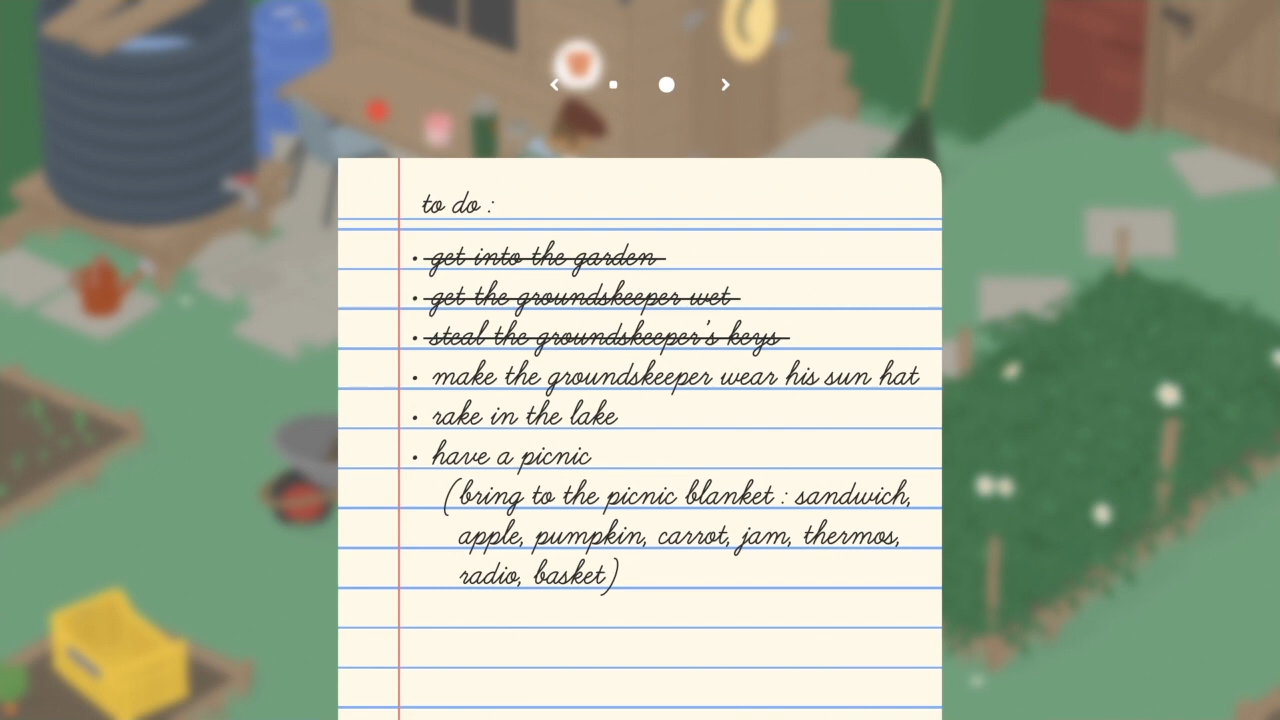 to do :
• get into the garden
• get the groundskeeper wet
• steal the groundskeeper's keys
• make the groundskeeper wear his sun hat
• rake in the lake
• have a picnic
(bring to the picnic blanket : sandwich,
apple, pumpkin, carrot, jam, thermos,
radio, basket)